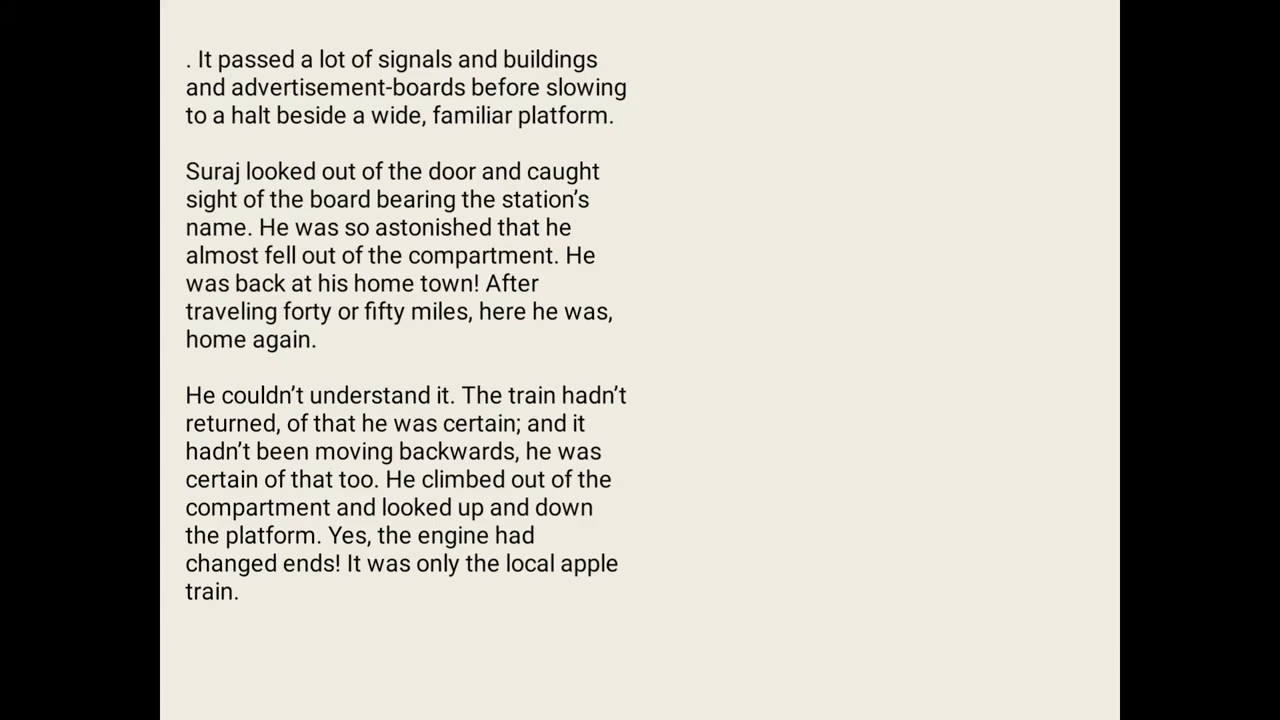 . It passed a lot of signals and buildings
and advertisement-boards before slowing
to a halt beside a wide, familiar platform.
Suraj looked out of the door and caught
sight of the board bearing the station’s
name. He was so astonished that he
almost fell out of the compartment. He
was back at his home town! After
traveling forty or fifty miles, here he was,
home again.
He couldn’t understand it. The train hadn’t
returned, of that he was certain; and it
hadn’t been moving backwards, he was
certain of that too. He climbed out of the
compartment and looked up and down
the platform. Yes, the engine had
changed ends! It was only the local apple
train.